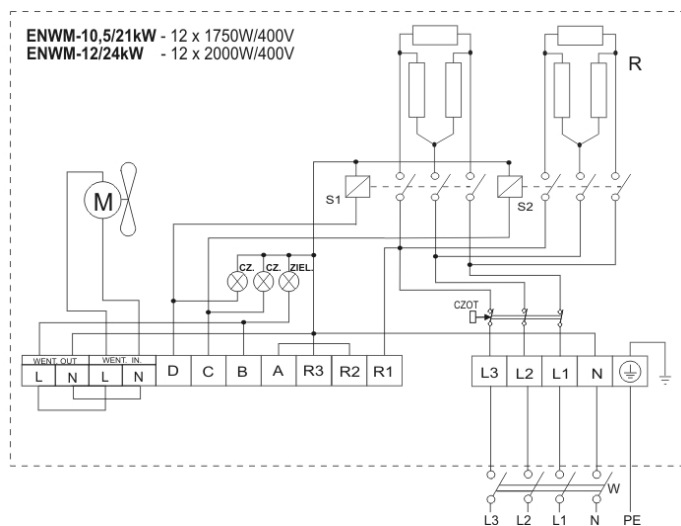 ENWM-10,5/21kW - 12 x 1750W/400V
ENWM-12/24kW - 12 x 2000W/400V
R
M
S1
S2
CZ. CZ. ZIEL.
CZOT
WENT. OUT WENT. IN.
L N L N D C B A R3 R2 R1
L3 L2 L1 N
W
L3 L2 L1 N PE